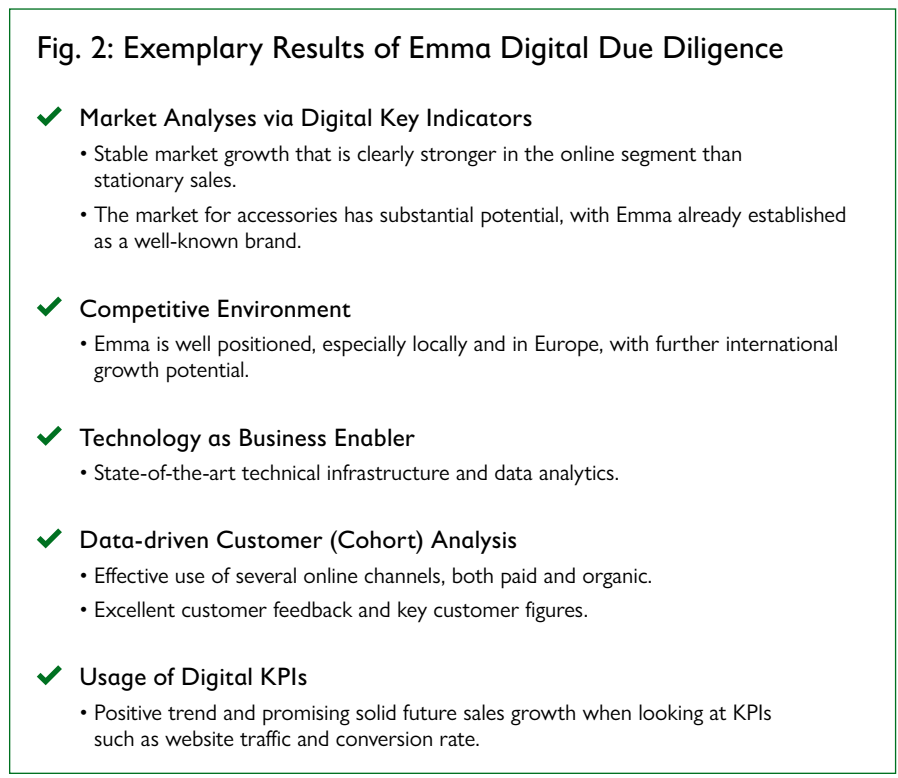 Fig. 2: Exemplary Results of Emma Digital Due Diligence
Market Analyses via Digital Key Indicators
• Stable market growth that is clearly stronger in the online segment than
stationary sales.
• The market for accessories has substantial potential, with Emma already established
as a well-known brand.
Competitive Environment
• Emma is well positioned, especially locally and in Europe, with further international
growth potential.
Technology as Business Enabler
• State-of-the-art technical infrastructure and data analytics.
Data-driven Customer (Cohort) Analysis
• Effective use of several online channels, both paid and organic.
• Excellent customer feedback and key customer figures.
Usage of Digital KPIs
• Positive trend and promising solid future sales growth when looking at KPIs
such as website traffic and conversion rate.